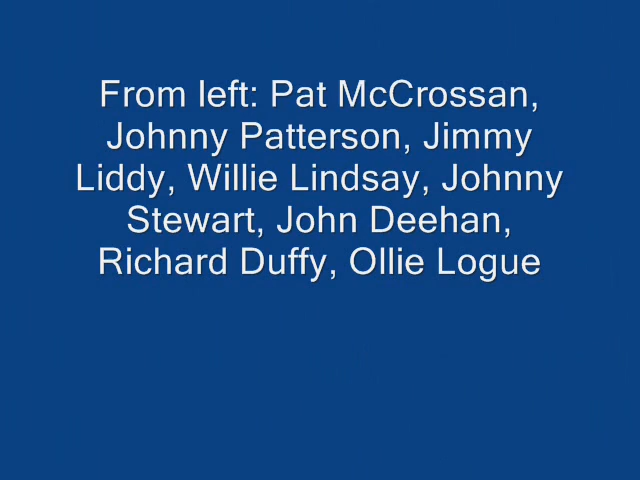 From left: Pat McCrossan,
Johnny Patterson, Jimmy
Liddy, Willie Lindsay, Johnny
Stewart, John Deehan,
Richard Duffy, Ollie Logue